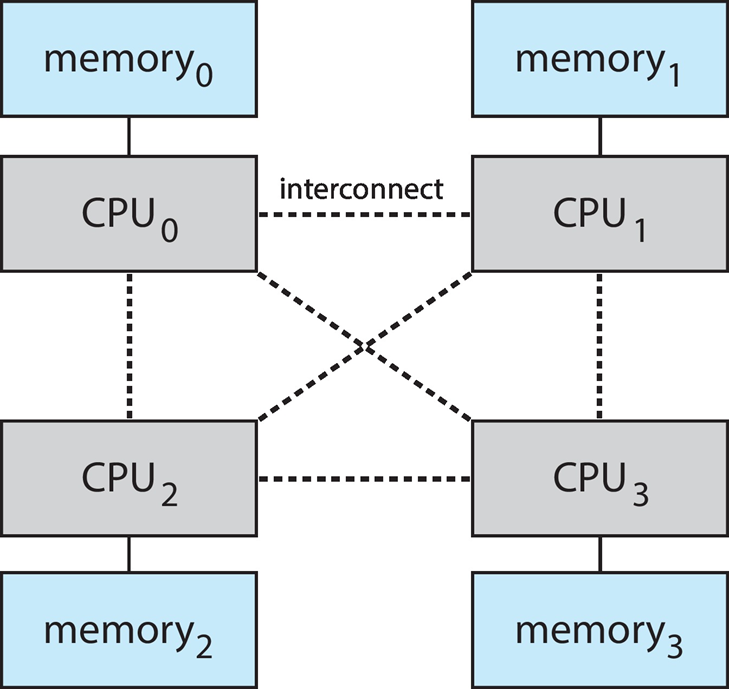 memory₀
memory₁
interconnect
CPU₀
CPU₁
CPU₂
CPU₃
memory₂
memory₃